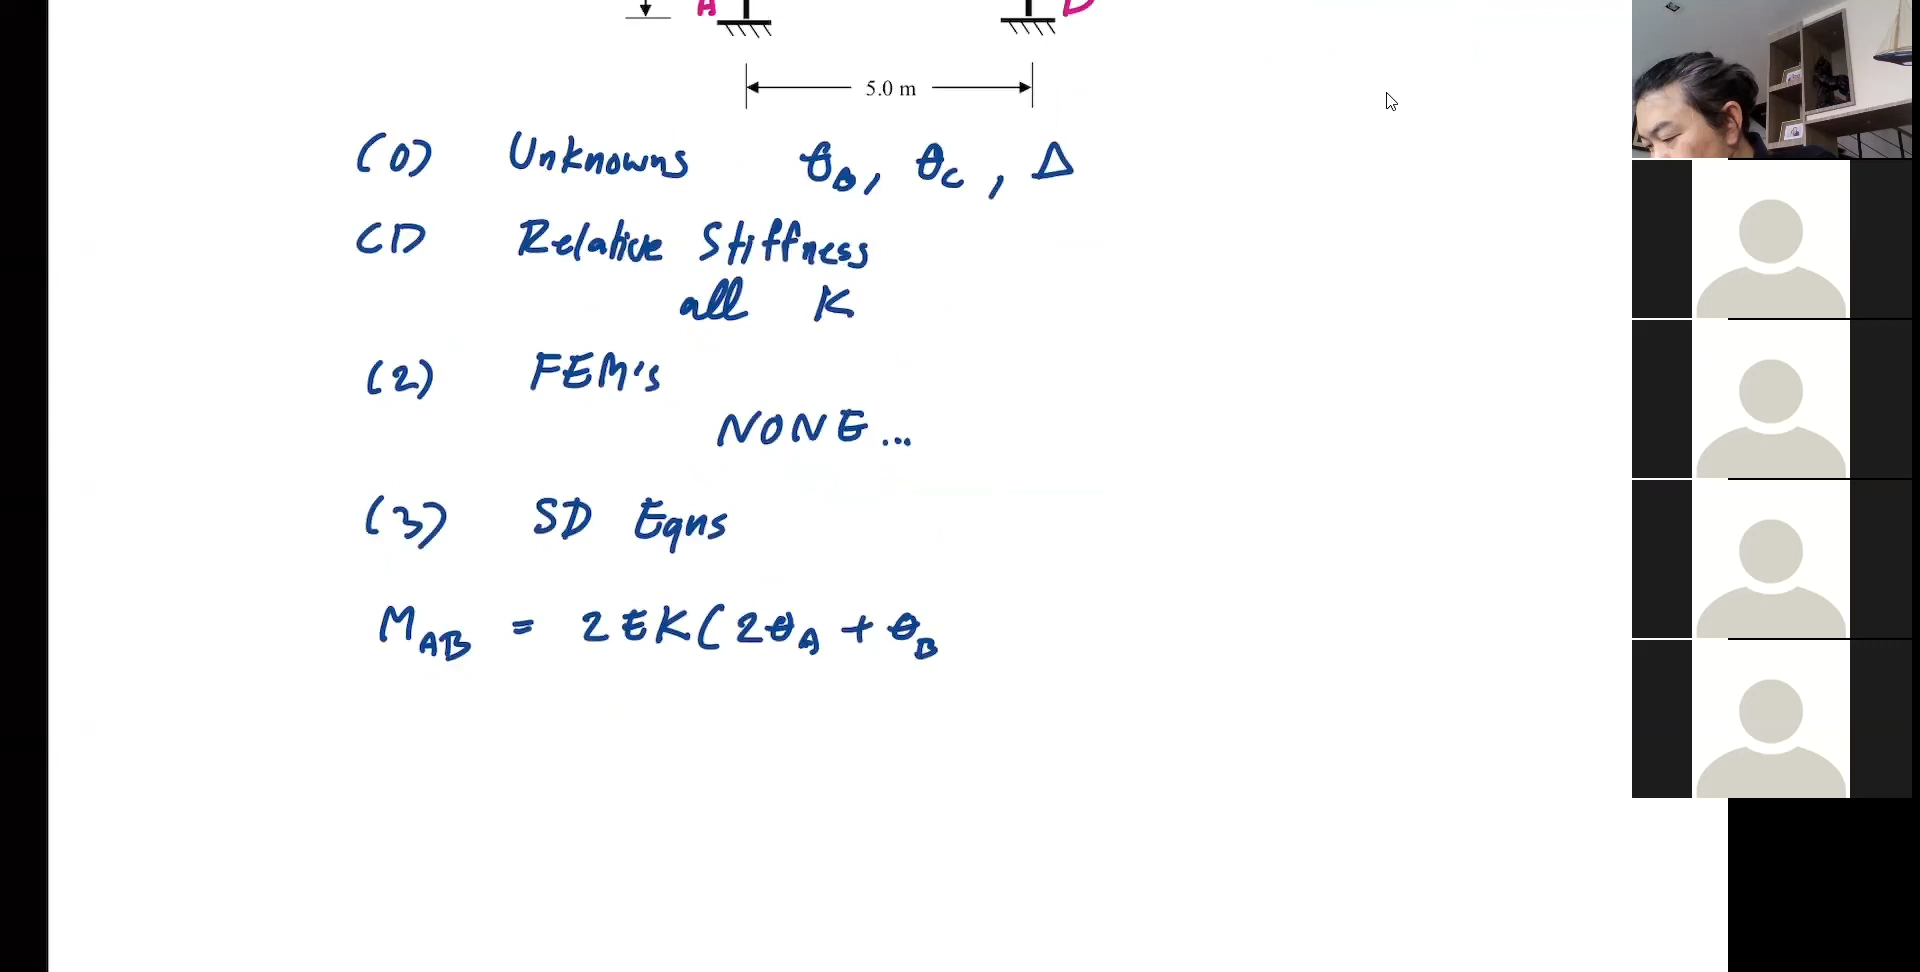 A D
5.0 m
(0) Unknowns θB, θC, Δ
(1) Relative Stiffness
all K
(2) FEM's
NONE...
(3) SD Eqns
MAB = 2EK(2θA + θB